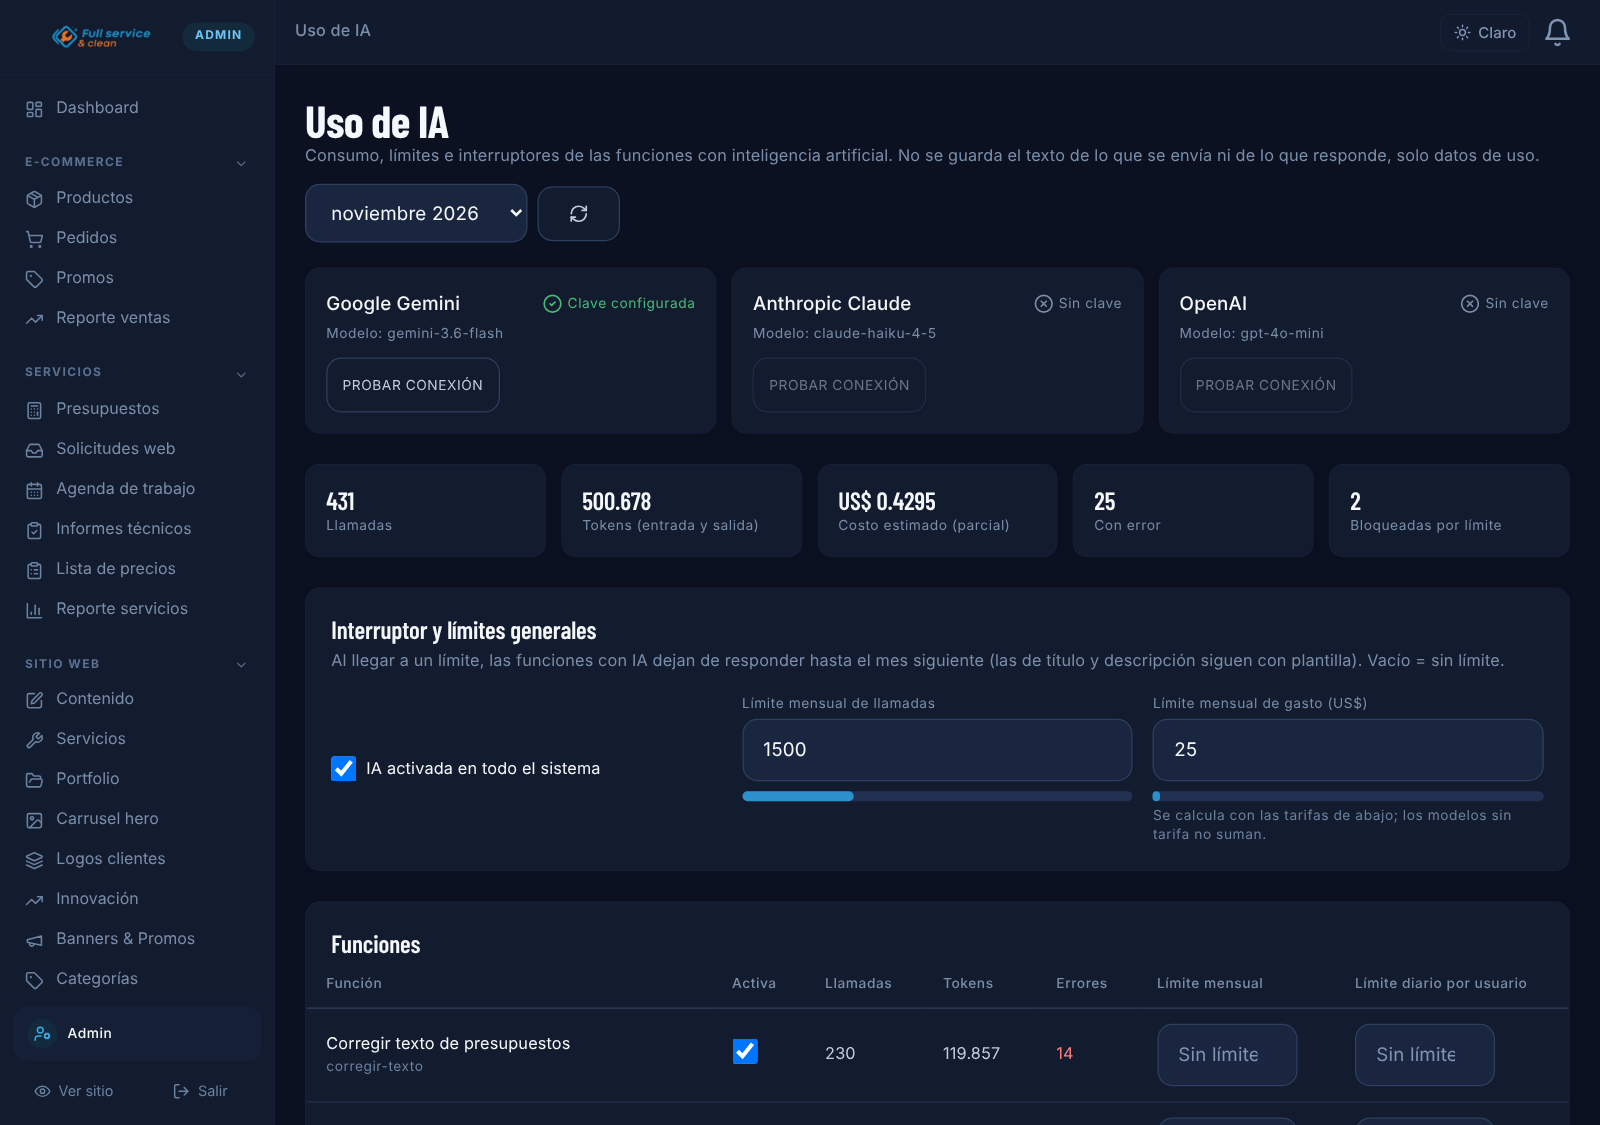 Full service
& clean
ADMIN
Uso de IA
Claro
Dashboard
E-COMMERCE
Productos
Pedidos
Promos
Reporte ventas
SERVICIOS
Presupuestos
Solicitudes web
Agenda de trabajo
Informes técnicos
Lista de precios
Reporte servicios
SITIO WEB
Contenido
Servicios
Portfolio
Carrusel hero
Logos clientes
Innovación
Banners & Promos
Categorías
Admin
Ver sitio
Salir
Uso de IA
Consumo, límites e interruptores de las funciones con inteligencia artificial. No se guarda el texto de lo que se envía ni de lo que responde, solo datos de uso.
noviembre 2026
Google Gemini
Clave configurada
Modelo: gemini-3.6-flash
PROBAR CONEXIÓN
Anthropic Claude
Sin clave
Modelo: claude-haiku-4-5
PROBAR CONEXIÓN
OpenAI
Sin clave
Modelo: gpt-4o-mini
PROBAR CONEXIÓN
431
Llamadas
500.678
Tokens (entrada y salida)
US$ 0.4295
Costo estimado (parcial)
25
Con error
2
Bloqueadas por límite
Interruptor y límites generales
Al llegar a un límite, las funciones con IA dejan de responder hasta el mes siguiente (las de título y descripción siguen con plantilla). Vacío = sin límite.
IA activada en todo el sistema
Límite mensual de llamadas
1500
Límite mensual de gasto (US$)
25
Se calcula con las tarifas de abajo; los modelos sin
tarifa no suman.
Funciones
Función Activa Llamadas Tokens Errores Límite mensual Límite diario por usuario
Corregir texto de presupuestos 230 119.857 14 Sin límite Sin límite
corregir-texto